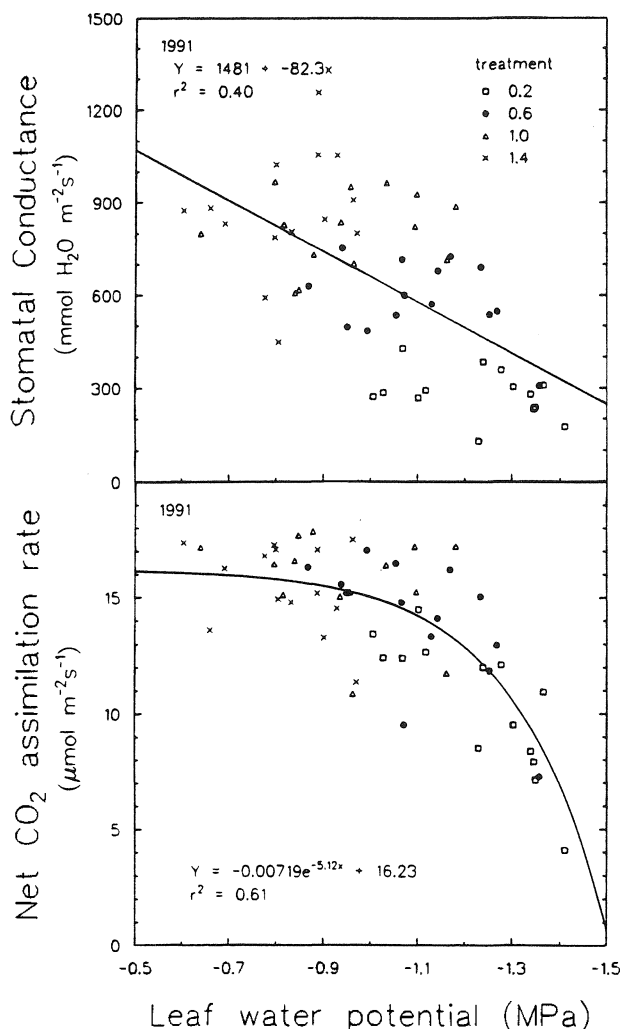 1500
1200
900
600
300
0
Stomatal Conductance
(mmol H₂O m⁻²s⁻¹)
1991
Y = 1481 + -82.3x
r² = 0.40
treatment
0.2
0.6
1.0
1.4
15
10
5
0
Net CO₂ assimilation rate
(μmol m⁻²s⁻¹)
1991
Y = -0.00719e⁻⁵·¹²ˣ + 16.23
r² = 0.61
-0.5 -0.7 -0.9 -1.1 -1.3 -1.5
Leaf water potential (MPa)